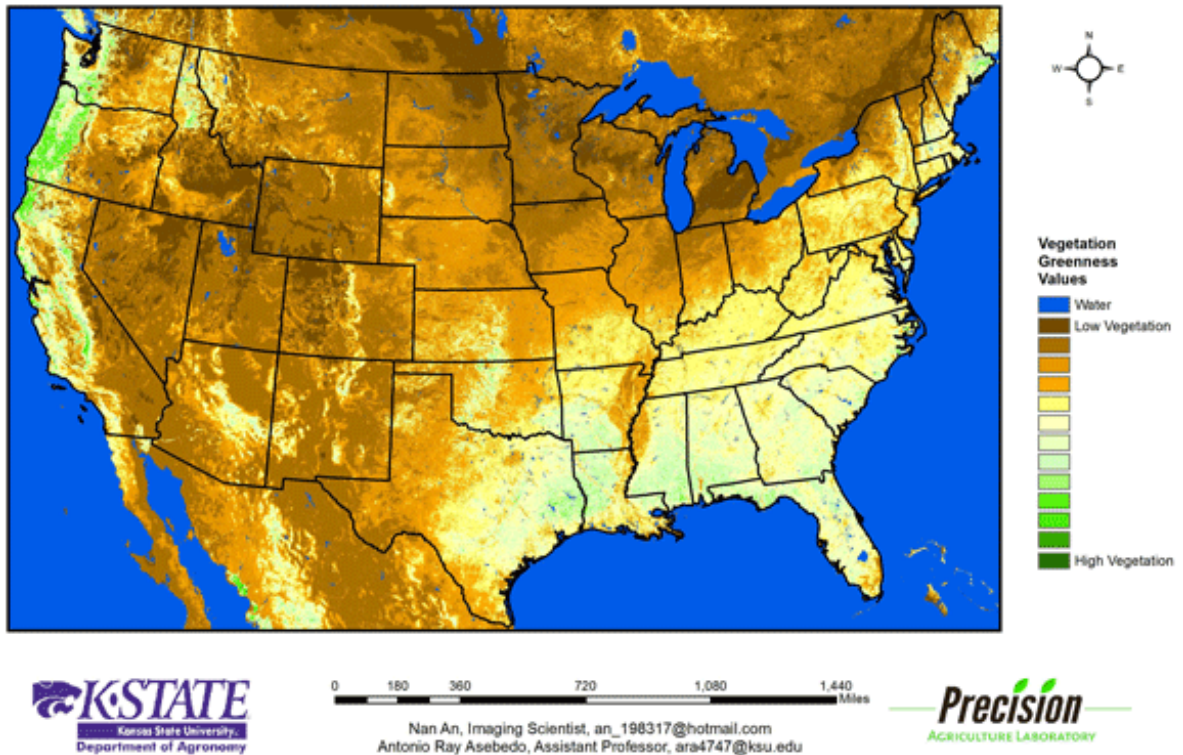 N
W
E
S
Vegetation
Greenness
Values
Water
Low Vegetation
High Vegetation
K-STATE
Kansas State University.
Department of Agronomy
0 180 360 720 1,080 1,440
Miles
Nan An, Imaging Scientist, an_198317@hotmail.com
Antonio Ray Asebedo, Assistant Professor, ara4747@ksu.edu
Precision
AGRICULTURE LABORATORY